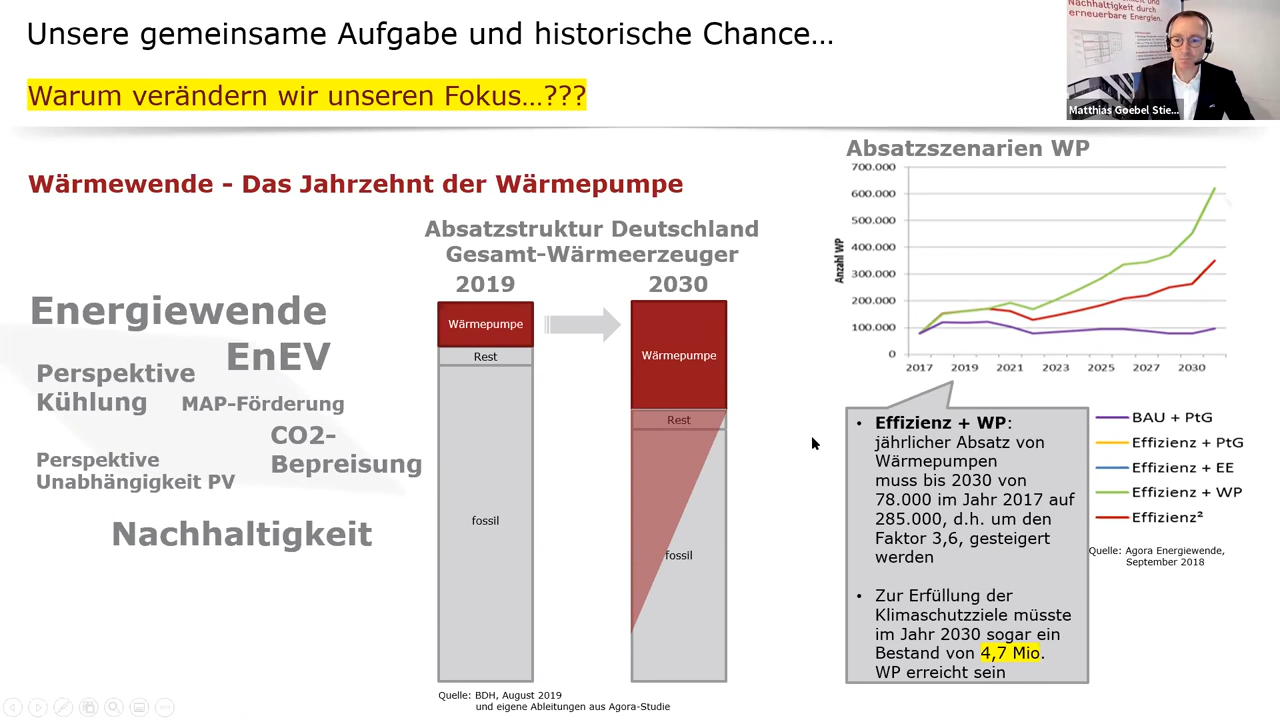 Unsere gemeinsame Aufgabe und historische Chance…
Warum verändern wir unseren Fokus…???
Nachhaltigkeit durch
erneuerbare Energien.
Matthias Goebel Stie...
Wärmewende - Das Jahrzehnt der Wärmepumpe
Energiewende
EnEV
Perspektive
Kühlung
MAP-Förderung
CO2-
Bepreisung
Perspektive
Unabhängigkeit PV
Nachhaltigkeit
Absatzstruktur Deutschland
Gesamt-Wärmeerzeuger
2019
2030
Wärmepumpe
Rest
fossil
Wärmepumpe
Rest
fossil
Quelle: BDH, August 2019
und eigene Ableitungen aus Agora-Studie
Absatzszenarien WP
Anzahl WP
700.000
600.000
500.000
400.000
300.000
200.000
100.000
0
2017 2019 2021 2023 2025 2027 2030
• Effizienz + WP:
jährlicher Absatz von
Wärmepumpen
muss bis 2030 von
78.000 im Jahr 2017 auf
285.000, d.h. um den
Faktor 3,6, gesteigert
werden
• Zur Erfüllung der
Klimaschutzziele müsste
im Jahr 2030 sogar ein
Bestand von 4,7 Mio.
WP erreicht sein
BAU + PtG
Effizienz + PtG
Effizienz + EE
Effizienz + WP
Effizienz²
Quelle: Agora Energiewende,
September 2018